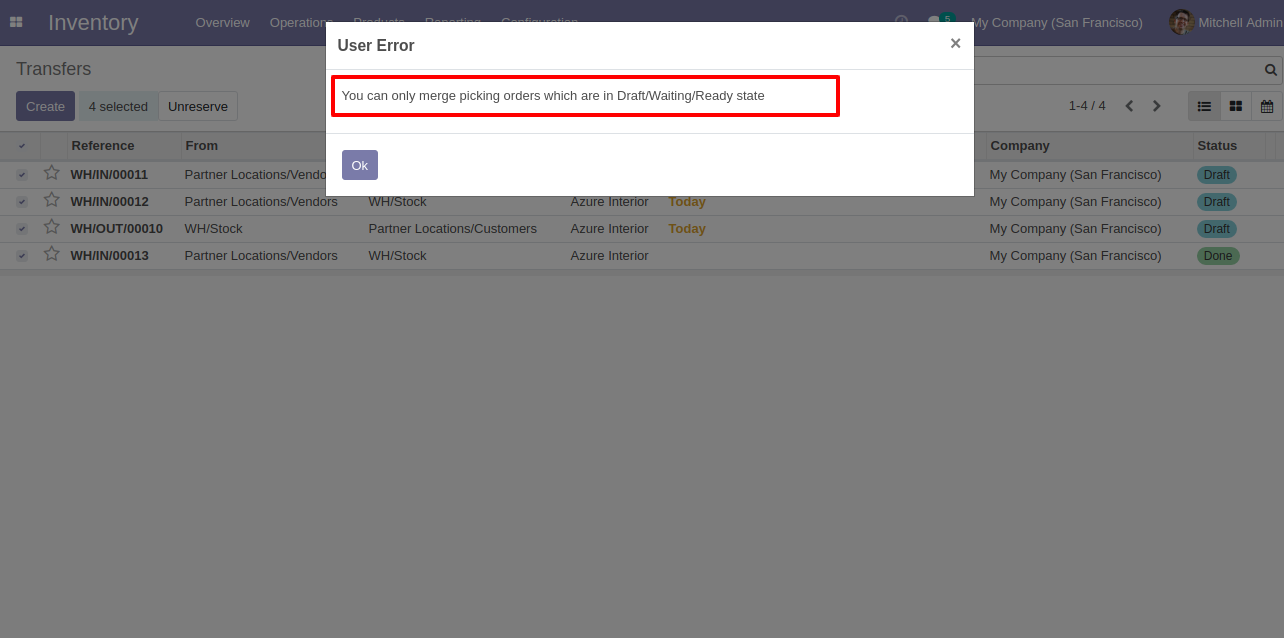 Inventory Overview Operations Products Reporting Configuration 5 My Company (San Francisco) Mitchell Admin
User Error ×
Transfers
You can only merge picking orders which are in Draft/Waiting/Ready state
Create 4 selected Unreserve 1-4 / 4
Reference From Company Status
Ok
WH/IN/00011 Partner Locations/Vendo My Company (San Francisco) Draft
WH/IN/00012 Partner Locations/Vendors WH/Stock Azure Interior Today My Company (San Francisco) Draft
WH/OUT/00010 WH/Stock Partner Locations/Customers Azure Interior Today My Company (San Francisco) Draft
WH/IN/00013 Partner Locations/Vendors WH/Stock Azure Interior My Company (San Francisco) Done